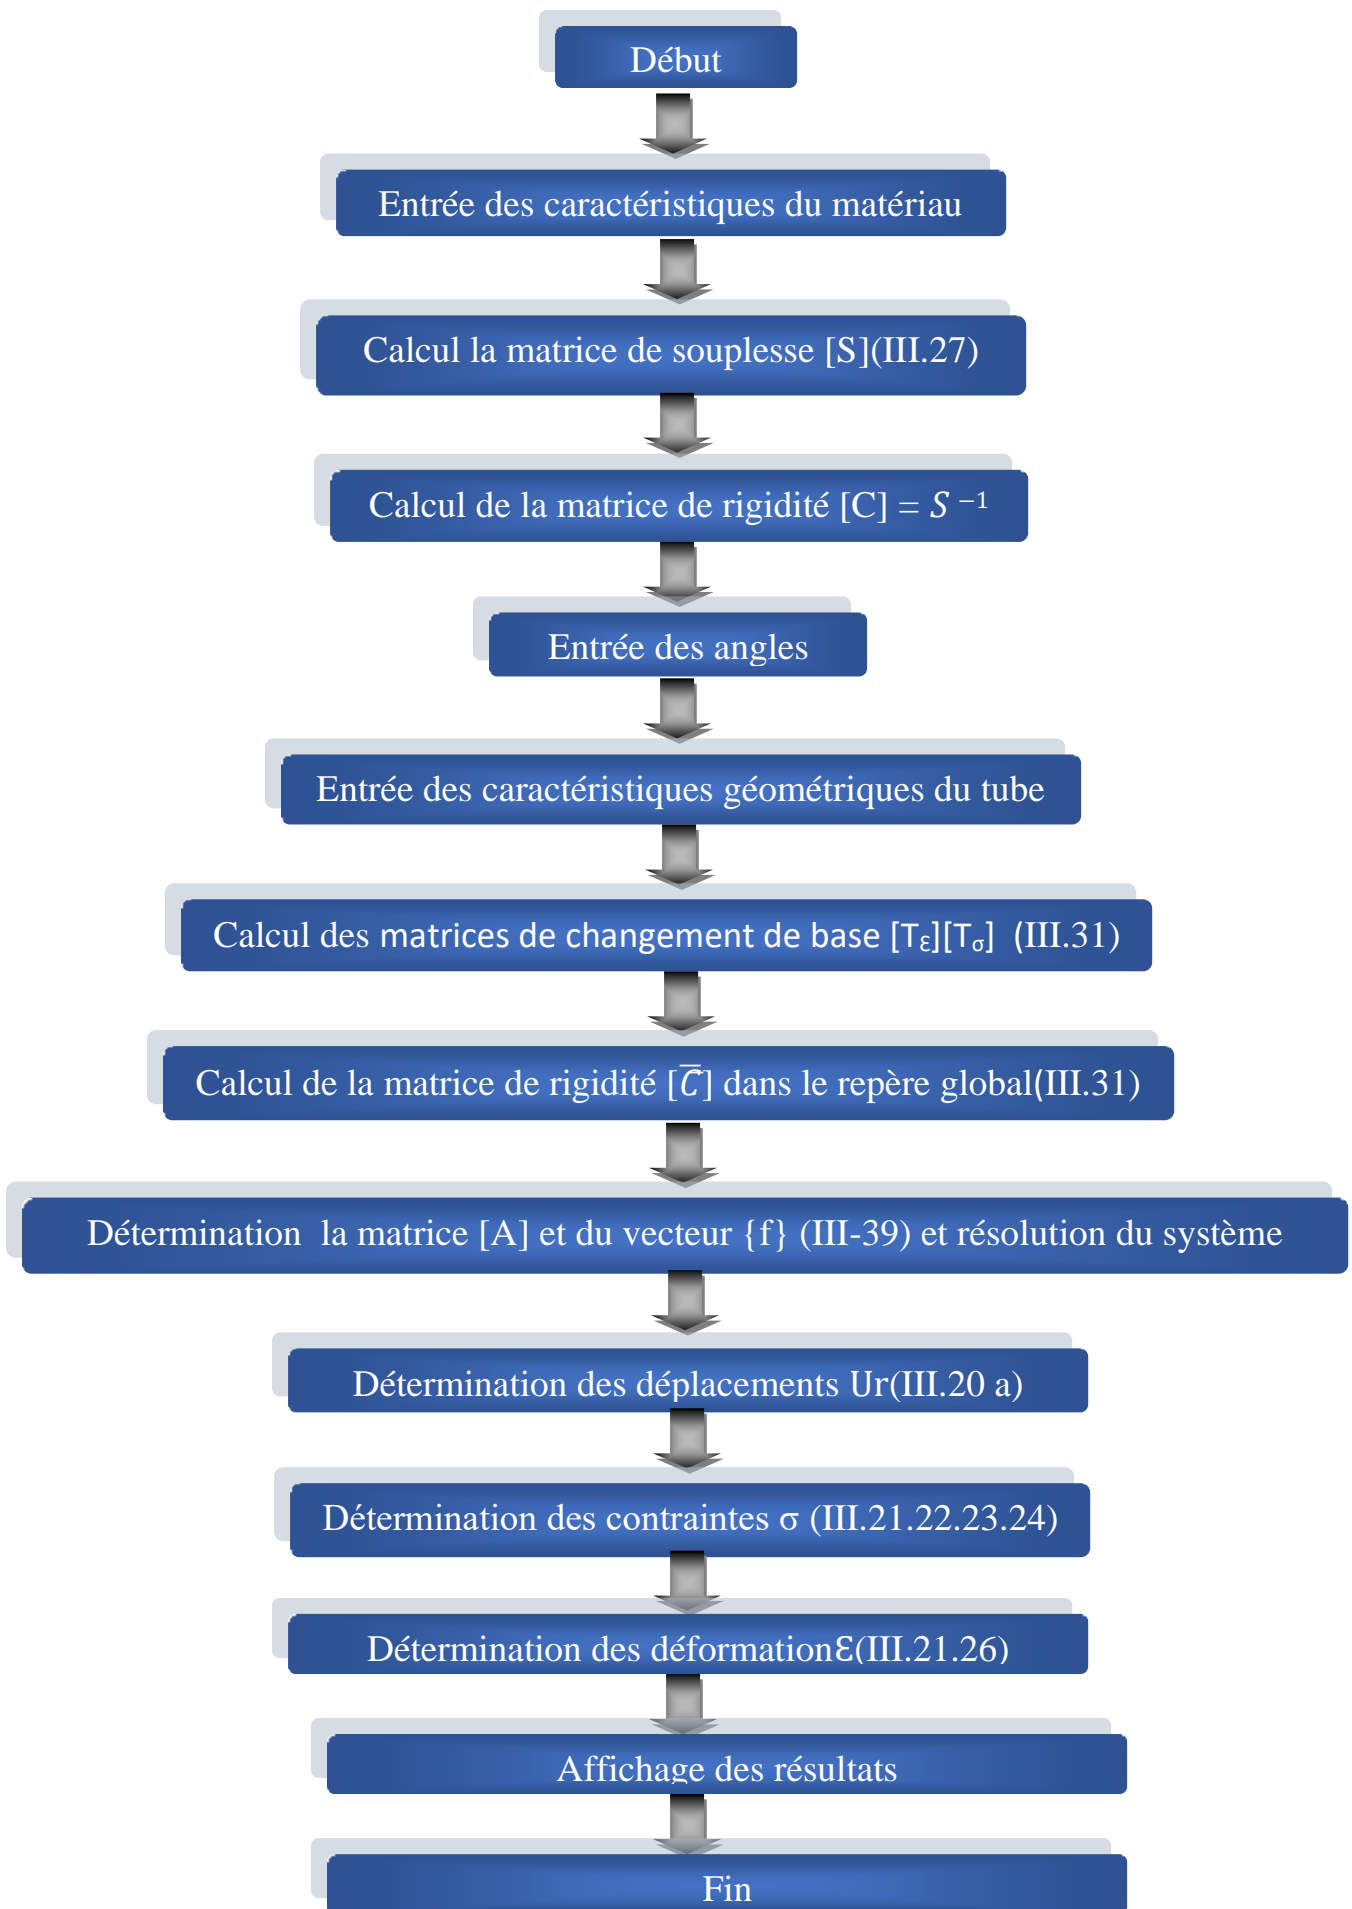 Début
Entrée des caractéristiques du matériau
Calcul la matrice de souplesse [S](III.27)
Calcul de la matrice de rigidité [C] = S ⁻¹
Entrée des angles
Entrée des caractéristiques géométriques du tube
Calcul des matrices de changement de base [Tε][Tσ] (III.31)
Calcul de la matrice de rigidité [C̅] dans le repère global(III.31)
Détermination la matrice [A] et du vecteur {f} (III-39) et résolution du système
Détermination des déplacements Ur(III.20 a)
Détermination des contraintes σ (III.21.22.23.24)
Détermination des déformationƐ(III.21.26)
Affichage des résultats
Fin